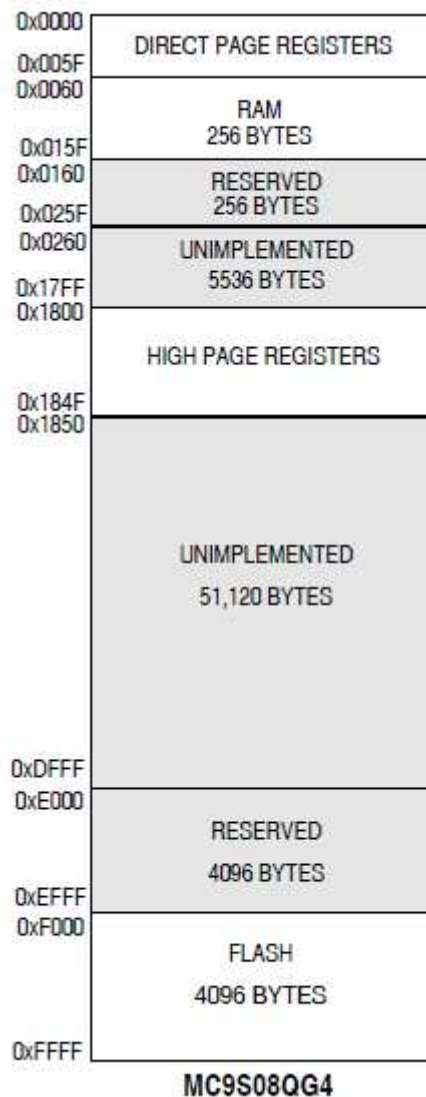 0x0000
DIRECT PAGE REGISTERS
0x005F
0x0060
RAM
256 BYTES
0x015F
0x0160
RESERVED
256 BYTES
0x025F
0x0260
UNIMPLEMENTED
5536 BYTES
0x17FF
0x1800
HIGH PAGE REGISTERS
0x184F
0x1850
UNIMPLEMENTED
51,120 BYTES
0xDFFF
0xE000
RESERVED
4096 BYTES
0xEFFF
0xF000
FLASH
4096 BYTES
0xFFFF
MC9S08QG4